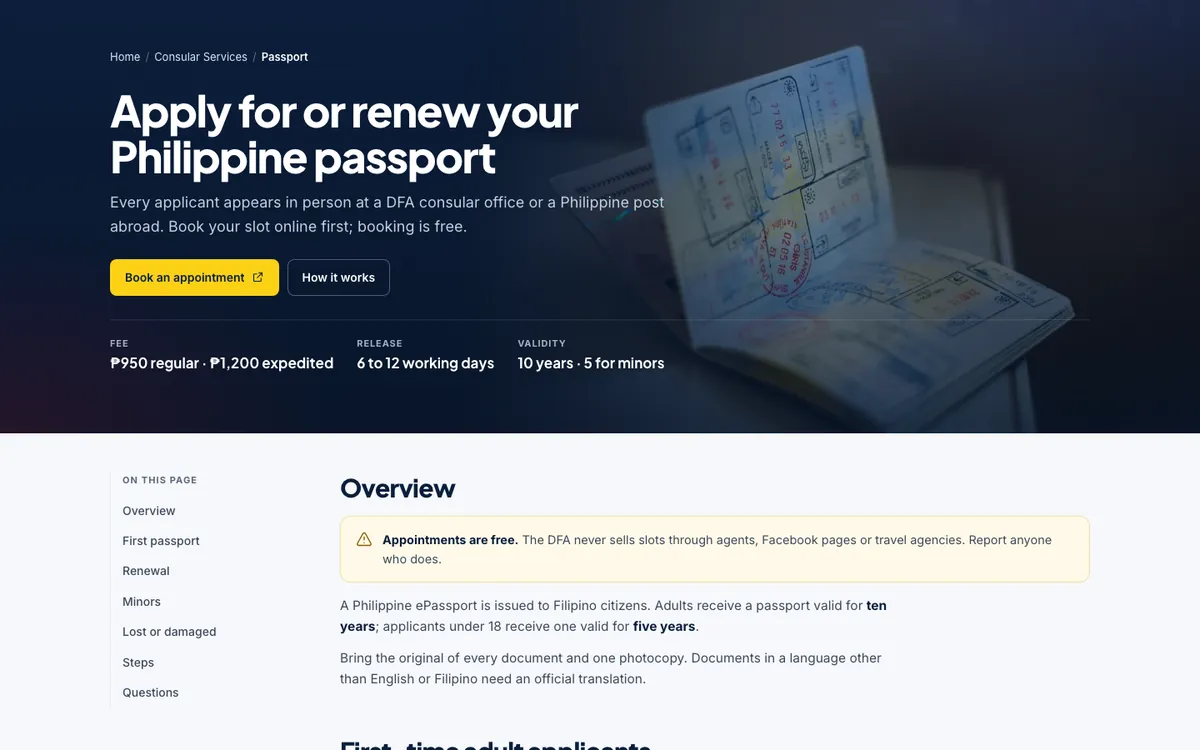 Home / Consular Services / Passport
Apply for or renew your
Philippine passport
Every applicant appears in person at a DFA consular office or a Philippine post
abroad. Book your slot online first; booking is free.
Book an appointment
How it works
FEE
₱950 regular · ₱1,200 expedited
RELEASE
6 to 12 working days
VALIDITY
10 years · 5 for minors
ON THIS PAGE
Overview
First passport
Renewal
Minors
Lost or damaged
Steps
Questions
Overview
Appointments are free. The DFA never sells slots through agents, Facebook pages or travel agencies. Report anyone
who does.
A Philippine ePassport is issued to Filipino citizens. Adults receive a passport valid for ten
years; applicants under 18 receive one valid for five years.
Bring the original of every document and one photocopy. Documents in a language other
than English or Filipino need an official translation.
First-time adult applicants